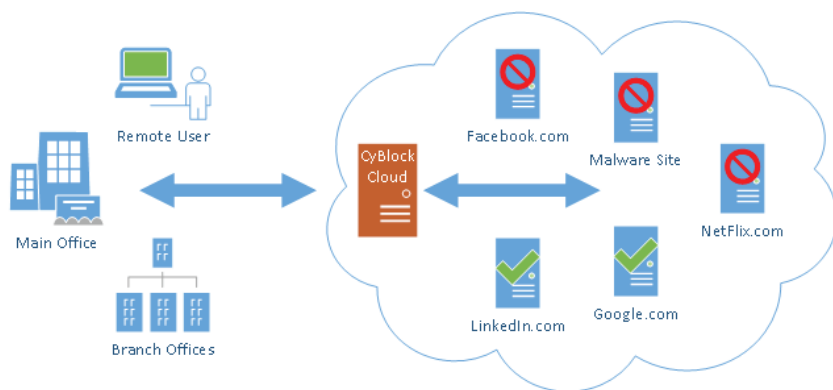 Remote User
Main Office
Branch Offices
CyBlock
Cloud
Facebook.com
Malware Site
NetFlix.com
LinkedIn.com
Google.com